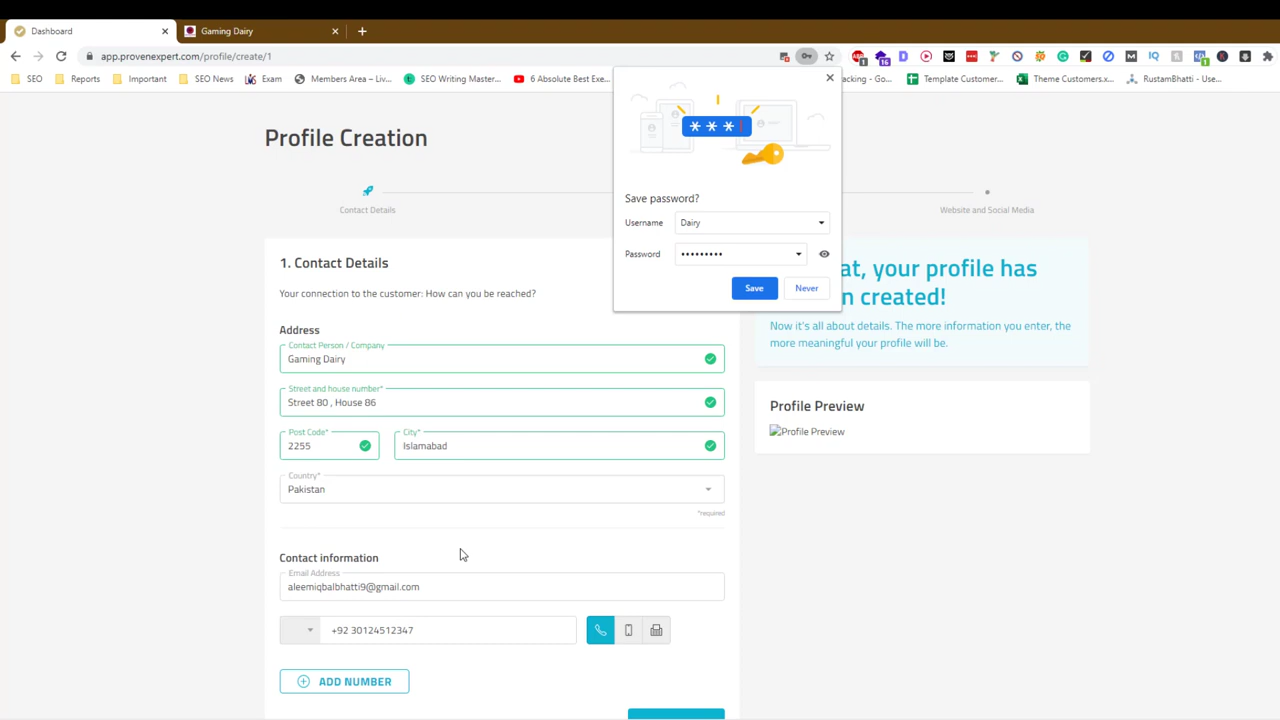 Dashboard
Gaming Dairy
app.provenexpert.com/profile/create/1
SEO
Reports
Important
SEO News
Exam
Members Area – Liv...
SEO Writing Master...
6 Absolute Best Exe...
acking - Go...
Template Customer...
Theme Customers.x...
RustamBhatti - Use...
Profile Creation
Contact Details
Website and Social Media
Save password?
Username
Dairy
Password
•••••••••
Save
Never
1. Contact Details
Your connection to the customer: How can you be reached?
Address
Contact Person / Company
Gaming Dairy
Street and house number*
Street 80 , House 86
Post Code*
2255
City*
Islamabad
Country*
Pakistan
*required
Contact information
Email Address
aleemiqbalbhatti9@gmail.com
+92 30124512347
ADD NUMBER
at, your profile has
n created!
Now it's all about details. The more information you enter, the
more meaningful your profile will be.
Profile Preview
Profile Preview